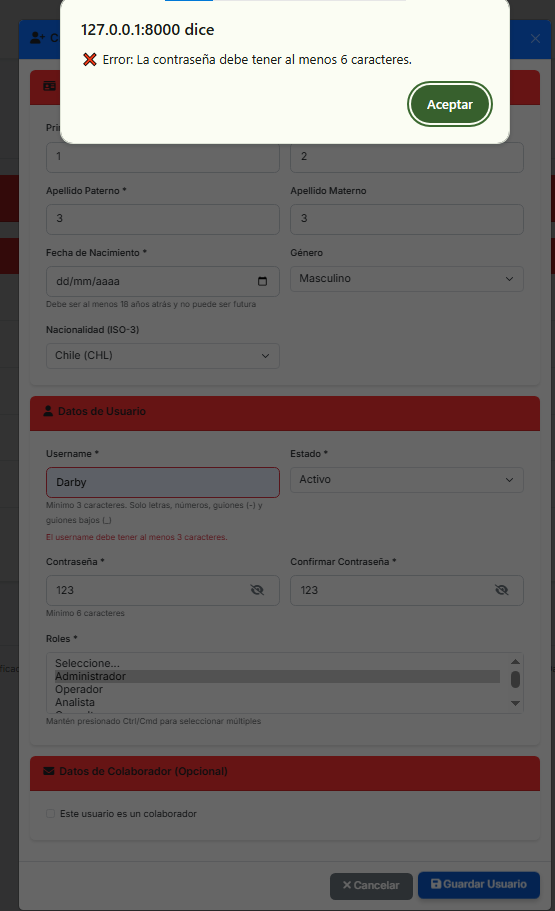 127.0.0.1:8000 dice
❌ Error: La contraseña debe tener al menos 6 caracteres.
Aceptar
1
2
Apellido Paterno *
Apellido Materno
3
3
Fecha de Nacimiento *
Género
dd/mm/aaaa
Masculino
Debe ser al menos 18 años atrás y no puede ser futura
Nacionalidad (ISO-3)
Chile (CHL)
Datos de Usuario
Username *
Estado *
Darby
Activo
Mínimo 3 caracteres. Solo letras, números, guiones (-) y
guiones bajos (_)
El username debe tener al menos 3 caracteres.
Contraseña *
Confirmar Contraseña *
123
123
Mínimo 6 caracteres
Roles *
Seleccione...
Administrador
Operador
Analista
Mantén presionado Ctrl/Cmd para seleccionar múltiples
Datos de Colaborador (Opcional)
Este usuario es un colaborador
Cancelar
Guardar Usuario